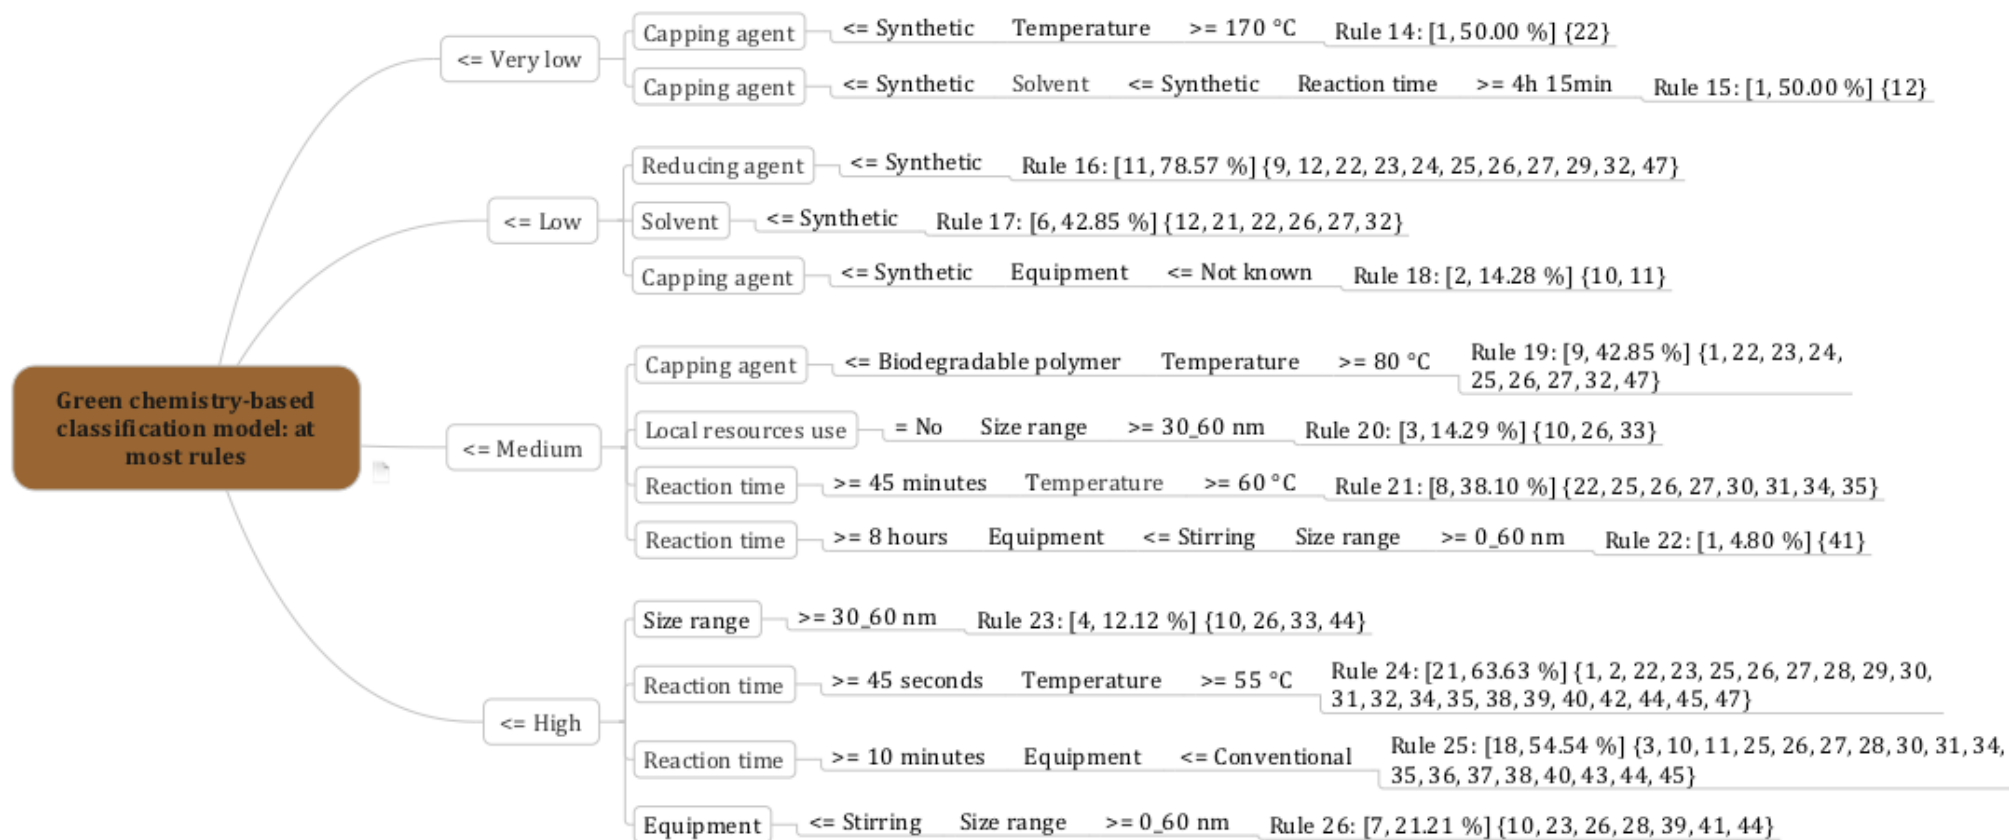 Green chemistry-based
classification model: at
most rules
<= Very low
Capping agent <= Synthetic Temperature >= 170 °C Rule 14: [1, 50.00 %] {22}
Capping agent <= Synthetic Solvent <= Synthetic Reaction time >= 4h 15min Rule 15: [1, 50.00 %] {12}
<= Low
Reducing agent <= Synthetic Rule 16: [11, 78.57 %] {9, 12, 22, 23, 24, 25, 26, 27, 29, 32, 47}
Solvent <= Synthetic Rule 17: [6, 42.85 %] {12, 21, 22, 26, 27, 32}
Capping agent <= Synthetic Equipment <= Not known Rule 18: [2, 14.28 %] {10, 11}
<= Medium
Capping agent <= Biodegradable polymer Temperature >= 80 °C Rule 19: [9, 42.85 %] {1, 22, 23, 24,
25, 26, 27, 32, 47}
Local resources use = No Size range >= 30_60 nm Rule 20: [3, 14.29 %] {10, 26, 33}
Reaction time >= 45 minutes Temperature >= 60 °C Rule 21: [8, 38.10 %] {22, 25, 26, 27, 30, 31, 34, 35}
Reaction time >= 8 hours Equipment <= Stirring Size range >= 0_60 nm Rule 22: [1, 4.80 %] {41}
<= High
Size range >= 30_60 nm Rule 23: [4, 12.12 %] {10, 26, 33, 44}
Reaction time >= 45 seconds Temperature >= 55 °C Rule 24: [21, 63.63 %] {1, 2, 22, 23, 25, 26, 27, 28, 29, 30,
31, 32, 34, 35, 38, 39, 40, 42, 44, 45, 47}
Reaction time >= 10 minutes Equipment <= Conventional Rule 25: [18, 54.54 %] {3, 10, 11, 25, 26, 27, 28, 30, 31, 34,
35, 36, 37, 38, 40, 43, 44, 45}
Equipment <= Stirring Size range >= 0_60 nm Rule 26: [7, 21.21 %] {10, 23, 26, 28, 39, 41, 44}